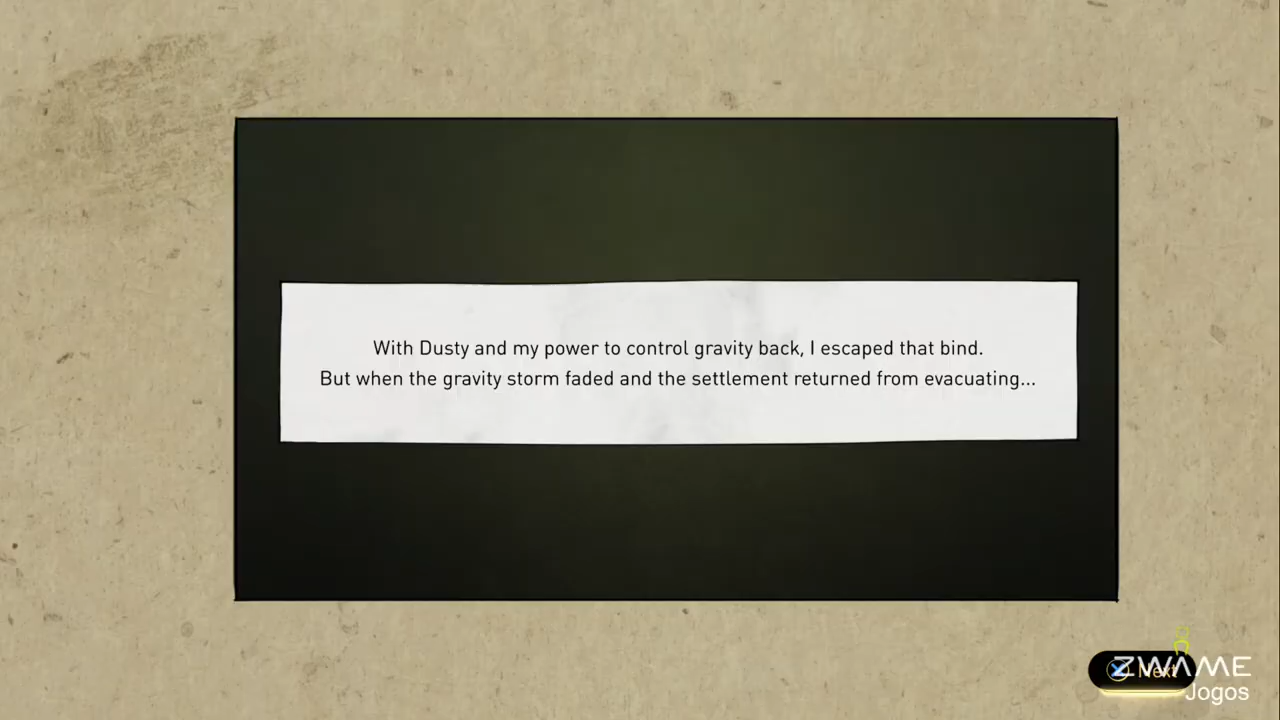 With Dusty and my power to control gravity back, I escaped that bind.
But when the gravity storm faded and the settlement returned from evacuating...
Next
ZWAME
Jogos